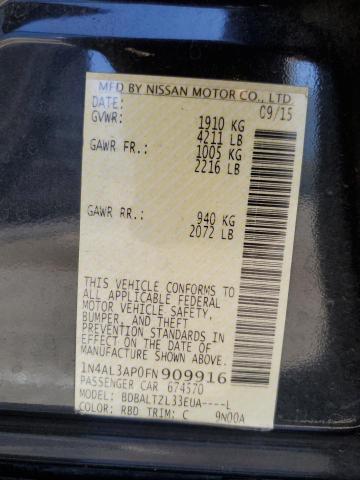 MFD BY NISSAN MOTOR CO., LTD
DATE: 09/15
GVWR: 1910 KG
4211 LB
GAWR FR.: 1005 KG
2216 LB
GAWR RR.: 940 KG
2072 LB
THIS VEHICLE CONFORMS TO
ALL APPLICABLE FEDERAL
MOTOR VEHICLE SAFETY,
BUMPER, AND THEFT
PREVENTION STANDARDS IN
EFFECT ON THE DATE OF
MANUFACTURE SHOWN ABOVE.
1N4AL3AP0FN909916
PASSENGER CAR 674570
MODEL: BDBALTZL33EUA----L
COLOR: RBD TRIM: C 9N00A